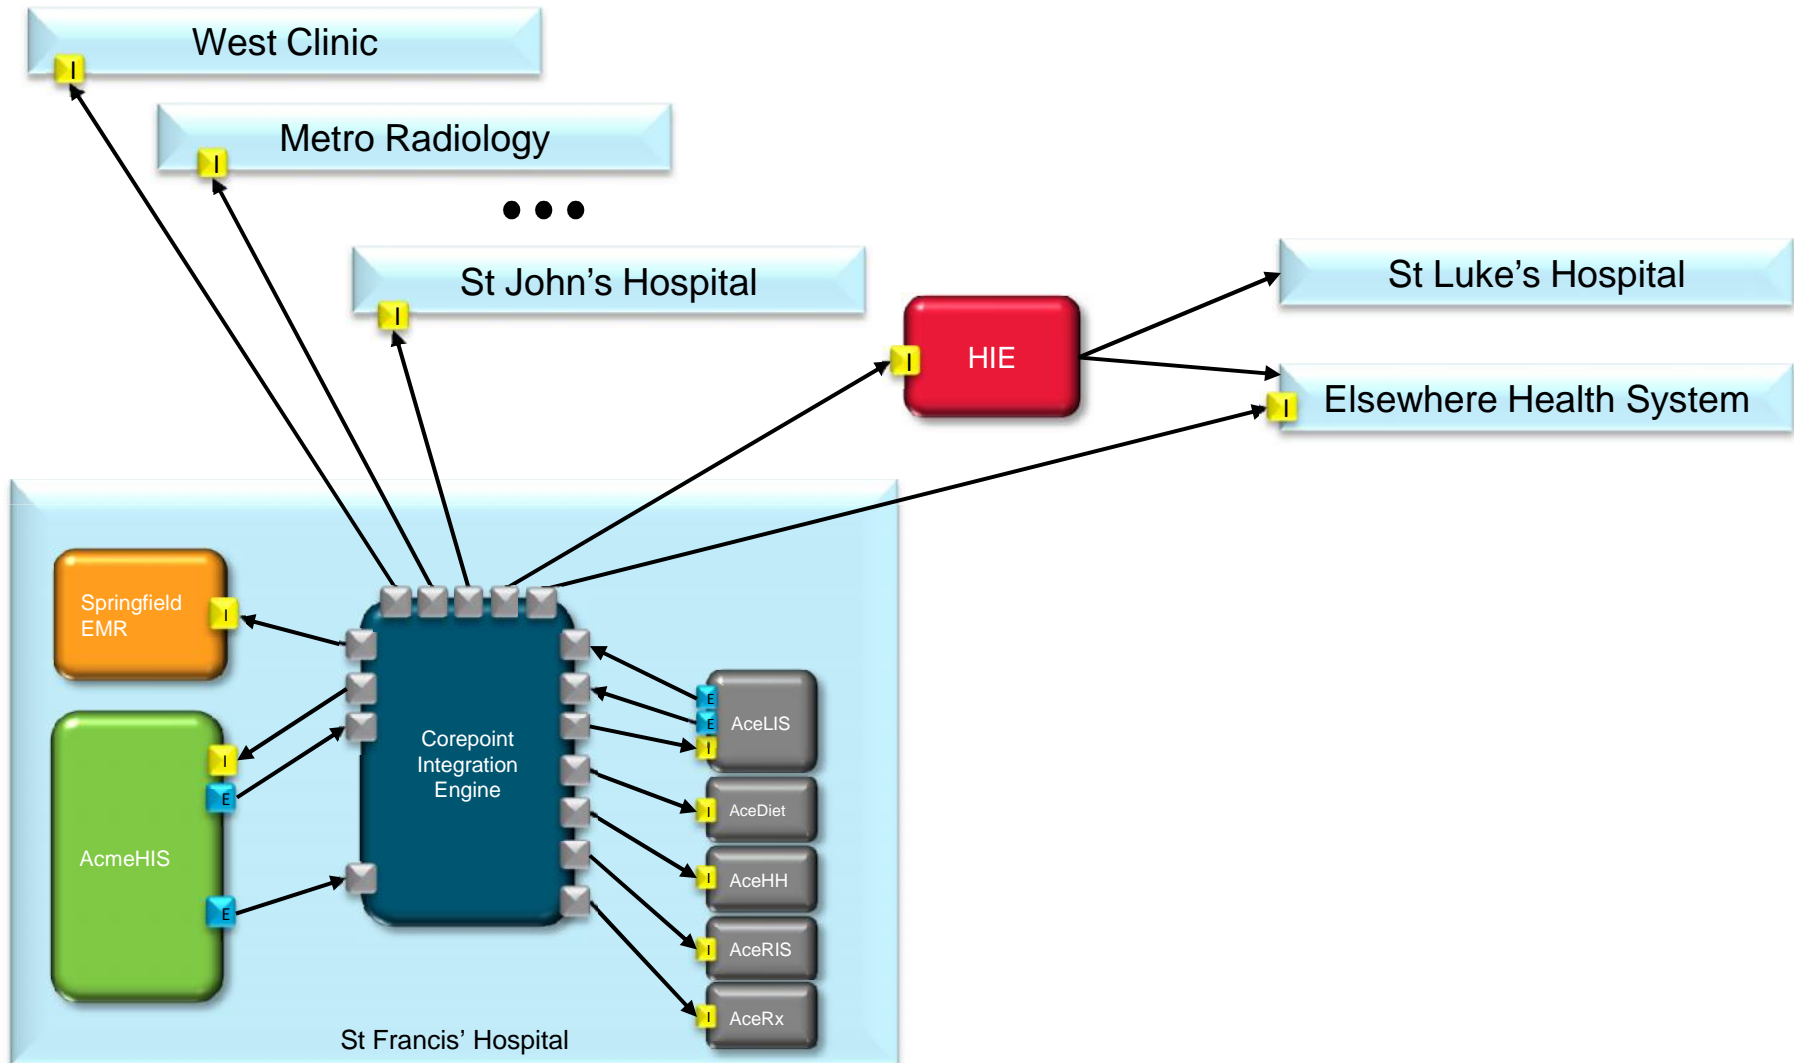 West Clinic
I
Metro Radiology
I
St John’s Hospital
I
St Luke’s Hospital
HIE
I
Elsewhere Health System
I
Springfield
EMR
I
AcmeHIS
I
E
E
Corepoint
Integration
Engine
AceLIS
E
E
I
AceDiet
I
AceHH
I
AceRIS
I
AceRx
I
St Francis’ Hospital